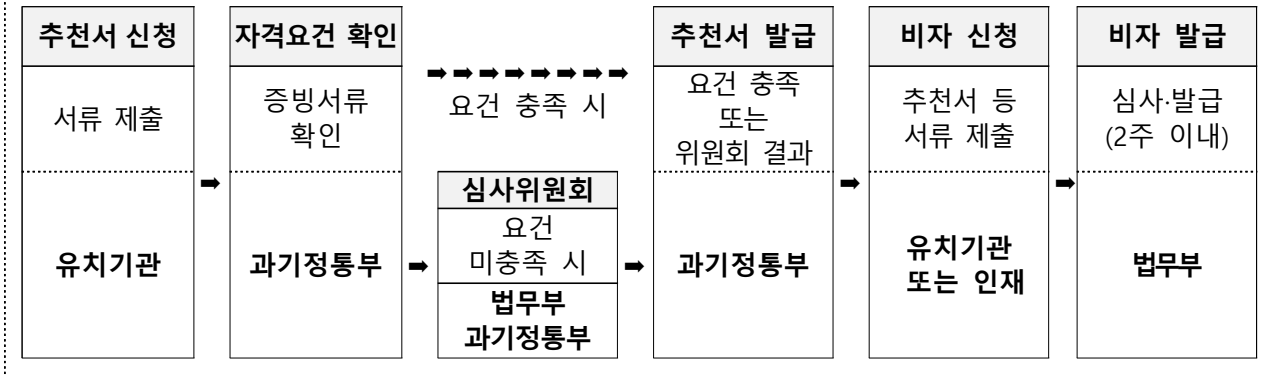 추천서 신청
서류 제출
유치기관
➡
자격요건 확인
증빙서류
확인
과기정통부
➡➡➡➡➡➡➡➡
요건 충족 시
➡
심사위원회
요건
미충족 시
법무부
과기정통부
➡
추천서 발급
요건 충족
또는
위원회 결과
과기정통부
➡
비자 신청
추천서 등
서류 제출
유치기관
또는 인재
➡
비자 발급
심사·발급
(2주 이내)
법무부